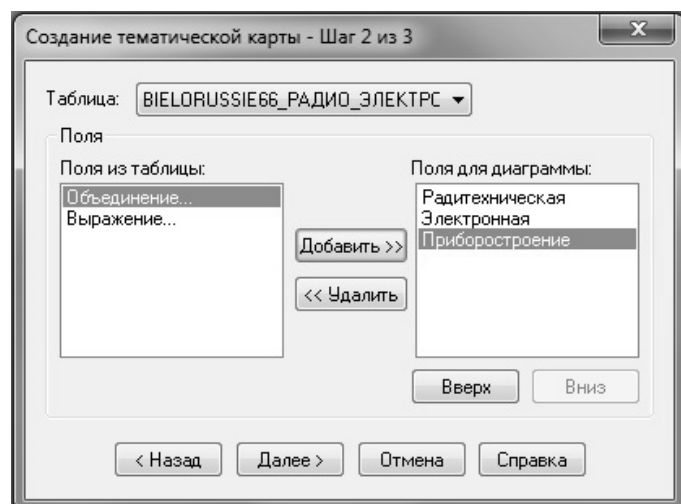 Создание тематической карты - Шаг 2 из 3
x
Таблица: BIELORUSSIE66_РАДИО_ЭЛЕКТРС
Поля
Поля из таблицы:
Объединение...
Выражение...
Добавить >>
<< Удалить
Поля для диаграммы:
Радитехническая
Электронная
Приборостроение
Вверх Вниз
< Назад Далее > Отмена Справка